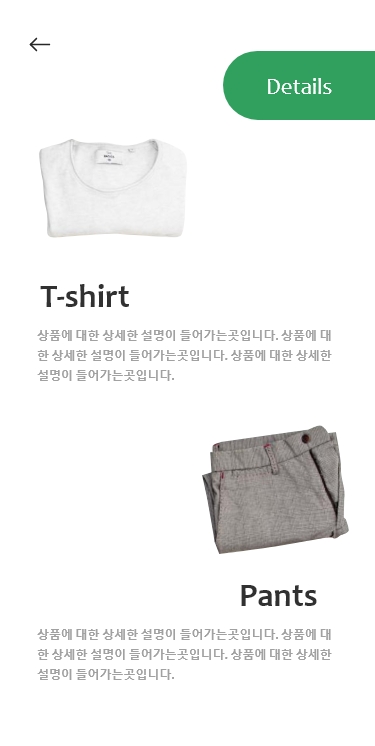 Details
T-shirt
상품에 대한 상세한 설명이 들어가는곳입니다. 상품에 대
한 상세한 설명이 들어가는곳입니다. 상품에 대한 상세한
설명이 들어가는곳입니다.
Pants
상품에 대한 상세한 설명이 들어가는곳입니다. 상품에 대
한 상세한 설명이 들어가는곳입니다. 상품에 대한 상세한
설명이 들어가는곳입니다.